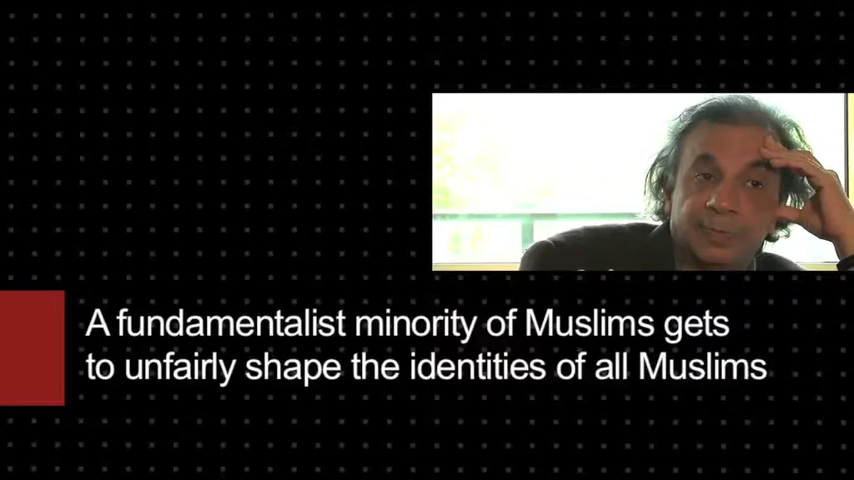 A fundamentalist minority of Muslims gets
to unfairly shape the identities of all Muslims